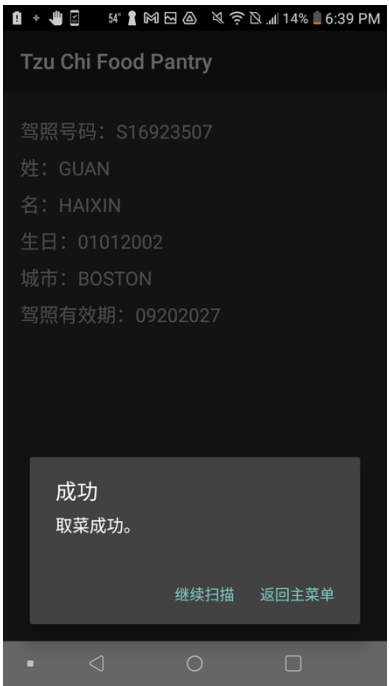 54° 14% 6:39 PM
Tzu Chi Food Pantry
驾照号码：S16923507
姓：GUAN
名：HAIXIN
生日：01012002
城市：BOSTON
驾照有效期：09202027
成功
取菜成功。
继续扫描 返回主菜单